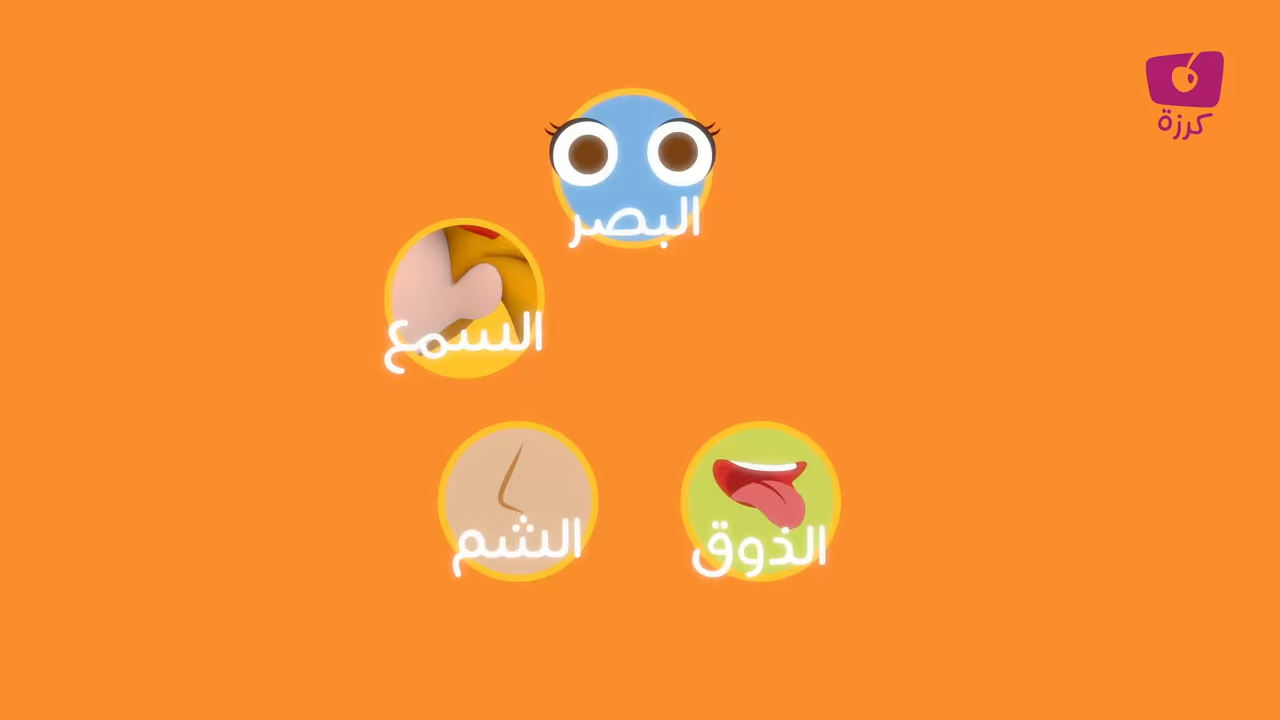 كرزة
البصر
السمع
الذوق
الشم